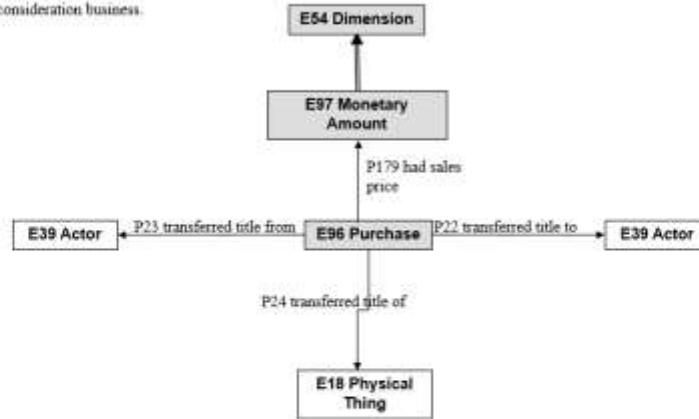 consideration business.
E54 Dimension
E97 Monetary
Amount
P179 had sales
price
E39 Actor
P23 transferred title from
E96 Purchase
P22 transferred title to
E39 Actor
P24 transferred title of
E18 Physical
Thing